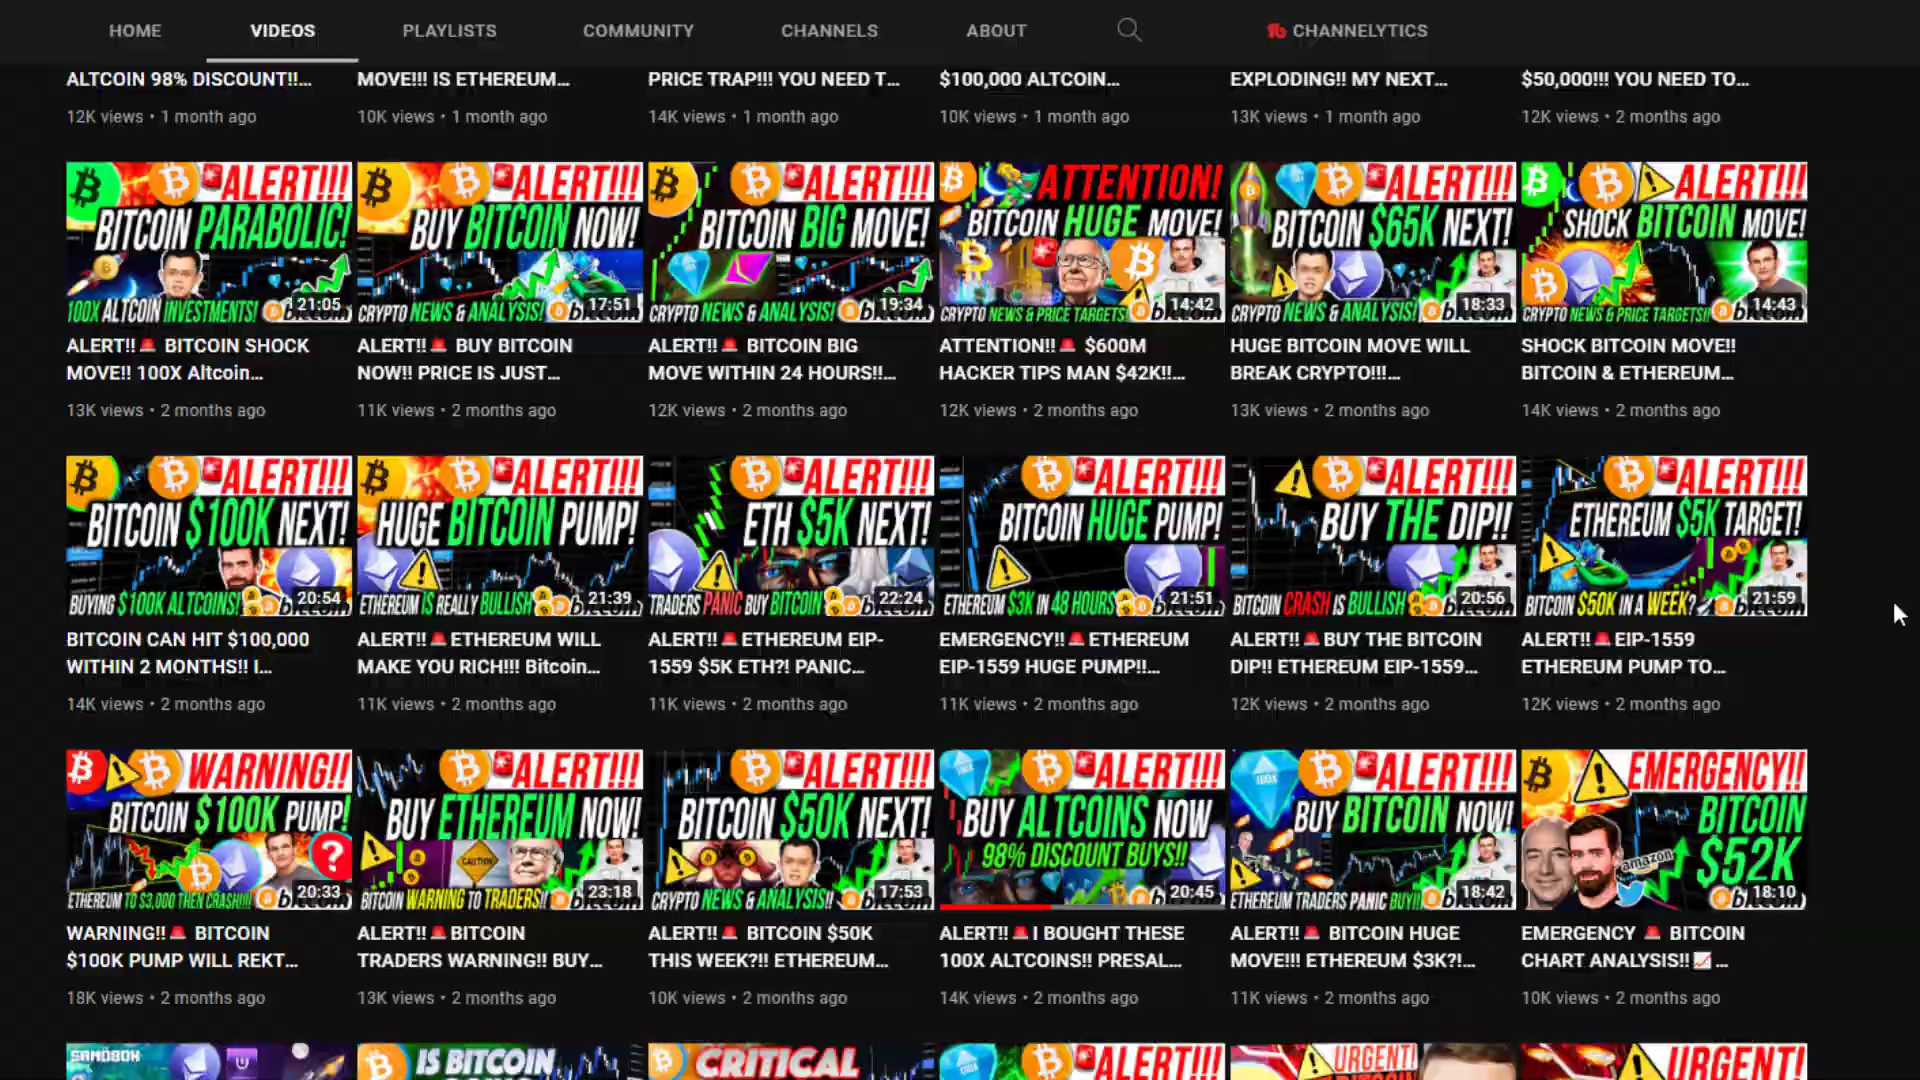 HOME VIDEOS PLAYLISTS COMMUNITY CHANNELS ABOUT CHANNELYTICS
ALTCOIN 98% DISCOUNT!!...
12K views • 1 month ago
MOVE!!! IS ETHEREUM...
10K views • 1 month ago
PRICE TRAP!!! YOU NEED T...
14K views • 1 month ago
$100,000 ALTCOIN...
10K views • 1 month ago
EXPLODING!! MY NEXT...
13K views • 1 month ago
$50,000!!! YOU NEED TO...
12K views • 2 months ago
ALERT!!!
BITCOIN PARABOLIC!
100X ALTCOIN INVESTMENTS!
21:05
ALERT!!🚨 BITCOIN SHOCK
MOVE!! 100X Altcoin...
13K views • 2 months ago
ALERT!!!
BUY BITCOIN NOW!
CRYPTO NEWS & ANALYSIS!
17:51
ALERT!!🚨 BUY BITCOIN
NOW!! PRICE IS JUST...
11K views • 2 months ago
ALERT!!!
BITCOIN BIG MOVE!
CRYPTO NEWS & ANALYSIS!
19:34
ALERT!!🚨 BITCOIN BIG
MOVE WITHIN 24 HOURS!!...
12K views • 2 months ago
ATTENTION!
BITCOIN HUGE MOVE!
CRYPTO NEWS & PRICE TARGETS!
14:42
ATTENTION!!🚨 $600M
HACKER TIPS MAN $42K!!...
12K views • 2 months ago
ALERT!!!
BITCOIN $65K NEXT!
CRYPTO NEWS & ANALYSIS!
18:33
HUGE BITCOIN MOVE WILL
BREAK CRYPTO!!!...
13K views • 2 months ago
ALERT!!!
SHOCK BITCOIN MOVE!
CRYPTO NEWS & PRICE TARGETS!!
14:43
SHOCK BITCOIN MOVE!!
BITCOIN & ETHEREUM...
14K views • 2 months ago
ALERT!!!
BITCOIN $100K NEXT!
BUYING $100K ALTCOINS!
20:54
BITCOIN CAN HIT $100,000
WITHIN 2 MONTHS!! I...
14K views • 2 months ago
ALERT!!!
HUGE BITCOIN PUMP!
ETHEREUM IS REALLY BULLISH
21:39
ALERT!!🚨ETHEREUM WILL
MAKE YOU RICH!!! Bitcoin...
11K views • 2 months ago
ALERT!!!
ETH $5K NEXT!
TRADERS PANIC BUY BITCOIN
22:24
ALERT!!🚨ETHEREUM EIP-
1559 $5K ETH?! PANIC...
11K views • 2 months ago
ALERT!!!
BITCOIN HUGE PUMP!
ETHEREUM $3K IN 48 HOURS
21:51
EMERGENCY!!🚨ETHEREUM
EIP-1559 HUGE PUMP!!...
11K views • 2 months ago
ALERT!!!
BUY THE DIP!!
BITCOIN CRASH IS BULLISH
20:56
ALERT!!🚨BUY THE BITCOIN
DIP!! ETHEREUM EIP-1559...
12K views • 2 months ago
ALERT!!!
ETHEREUM $5K TARGET!
BITCOIN $50K IN A WEEK?
21:59
ALERT!!🚨EIP-1559
ETHEREUM PUMP TO...
12K views • 2 months ago
WARNING!!
BITCOIN $100K PUMP!
ETHEREUM TO $3,000 THEN CRASH!!!!
20:33
WARNING!!🚨 BITCOIN
$100K PUMP WILL REKT...
18K views • 2 months ago
ALERT!!!
BUY ETHEREUM NOW!
CAUTION
BITCOIN WARNING TO TRADERS!!
23:18
ALERT!!🚨BITCOIN
TRADERS WARNING!! BUY...
13K views • 2 months ago
ALERT!!!
BITCOIN $50K NEXT!
CRYPTO NEWS & ANALYSIS!!
17:53
ALERT!!🚨 BITCOIN $50K
THIS WEEK?!! ETHEREUM...
10K views • 2 months ago
ALERT!!!
BUY ALTCOINS NOW
98% DISCOUNT BUYS!!
20:45
ALERT!!🚨I BOUGHT THESE
100X ALTCOINS!! PRESAL...
14K views • 2 months ago
100X
ALERT!!!
BUY BITCOIN NOW!
ETHEREUM TRADERS PANIC BUY!!
18:42
ALERT!!🚨 BITCOIN HUGE
MOVE!!! ETHEREUM $3K?!...
11K views • 2 months ago
EMERGENCY!!
BITCOIN
$52K
amazon
18:10
EMERGENCY 🚨 BITCOIN
CHART ANALYSIS!!📈...
10K views • 2 months ago
SANDBOX
IS BITCOIN
CRITICAL
ALERT!!!
URGENT!
URGENT!